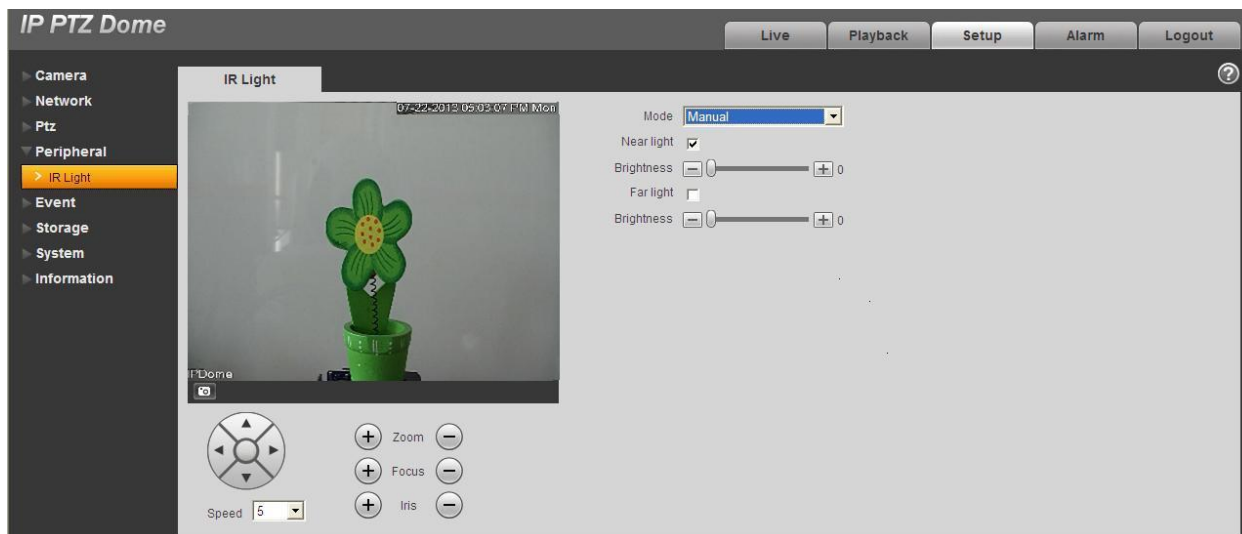 IP PTZ Dome
Live Playback Setup Alarm Logout
Camera
Network
Ptz
Peripheral
> IR Light
Event
Storage
System
Information
IR Light
07-22-2013 05:03:07 PM Mon
IPDome
Zoom
Focus
Iris
Speed 5
Mode Manual
Near light
Brightness 0
Far light
Brightness 0